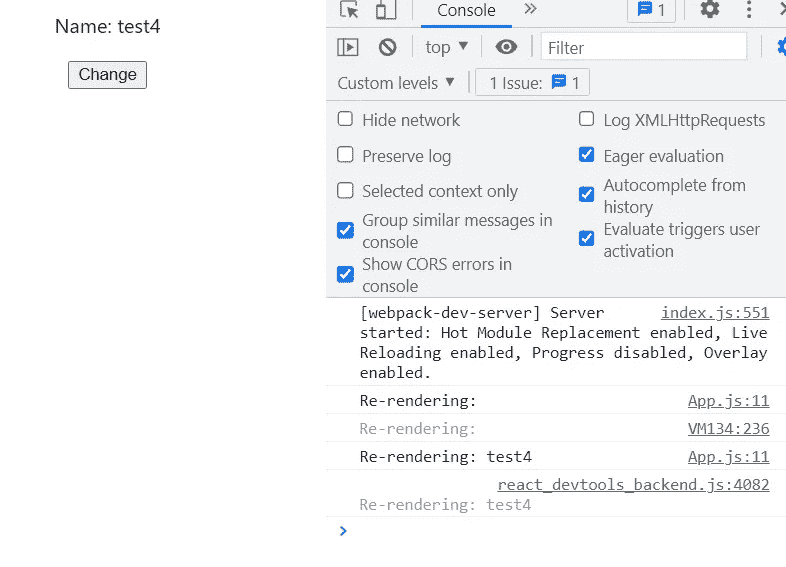 Name: test4
Change
Console
1
top
Filter
Custom levels
1 Issue: 1
Hide network
Log XMLHttpRequests
Preserve log
Eager evaluation
Selected context only
Autocomplete from
history
Group similar messages in
console
Evaluate triggers user
activation
Show CORS errors in
console
[webpack-dev-server] Server index.js:551
started: Hot Module Replacement enabled, Live
Reloading enabled, Progress disabled, Overlay
enabled.
Re-rendering: App.js:11
Re-rendering: VM134:236
Re-rendering: test4 App.js:11
react_devtools_backend.js:4082
Re-rendering: test4